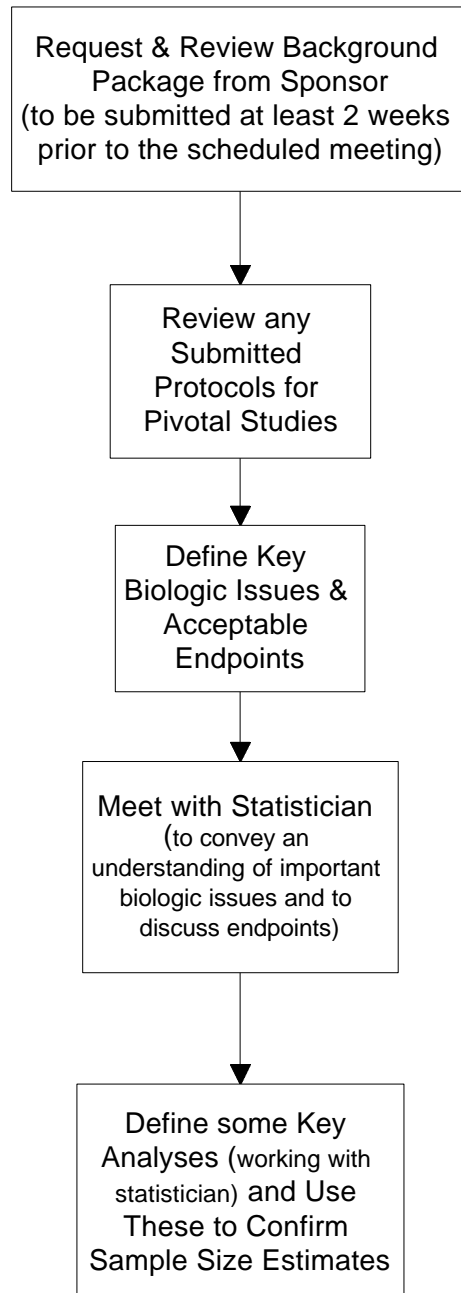 Request & Review Background
Package from Sponsor
(to be submitted at least 2 weeks
prior to the scheduled meeting)
Review any
Submitted
Protocols for
Pivotal Studies
Define Key
Biologic Issues &
Acceptable
Endpoints
Meet with Statistician
(to convey an
understanding of important
biologic issues and to
discuss endpoints)
Define some Key
Analyses (working with
statistician) and Use
These to Confirm
Sample Size Estimates